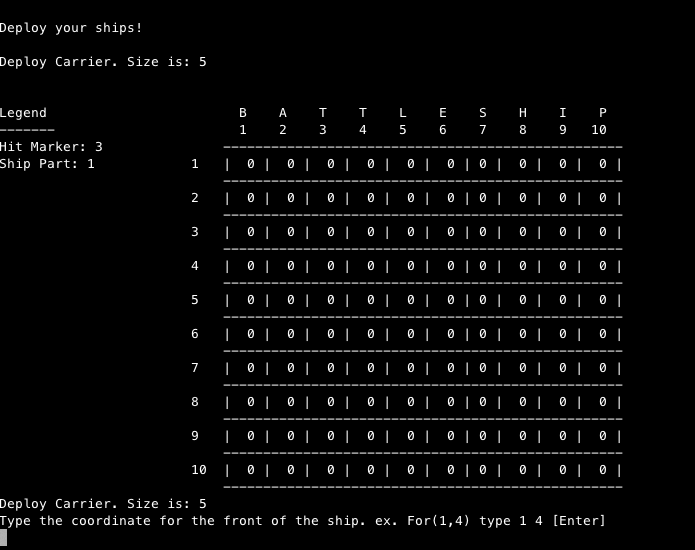 Deploy your ships!
Deploy Carrier. Size is: 5
Legend B A T T L E S H I P
------- 1 2 3 4 5 6 7 8 9 10
Hit Marker: 3
Ship Part: 1 1 | 0 | 0 | 0 | 0 | 0 | 0 | 0 | 0 | 0 | 0 |
2 | 0 | 0 | 0 | 0 | 0 | 0 | 0 | 0 | 0 | 0 |
3 | 0 | 0 | 0 | 0 | 0 | 0 | 0 | 0 | 0 | 0 |
4 | 0 | 0 | 0 | 0 | 0 | 0 | 0 | 0 | 0 | 0 |
5 | 0 | 0 | 0 | 0 | 0 | 0 | 0 | 0 | 0 | 0 |
6 | 0 | 0 | 0 | 0 | 0 | 0 | 0 | 0 | 0 | 0 |
7 | 0 | 0 | 0 | 0 | 0 | 0 | 0 | 0 | 0 | 0 |
8 | 0 | 0 | 0 | 0 | 0 | 0 | 0 | 0 | 0 | 0 |
9 | 0 | 0 | 0 | 0 | 0 | 0 | 0 | 0 | 0 | 0 |
10 | 0 | 0 | 0 | 0 | 0 | 0 | 0 | 0 | 0 | 0 |
Deploy Carrier. Size is: 5
Type the coordinate for the front of the ship. ex. For(1,4) type 1 4 [Enter]